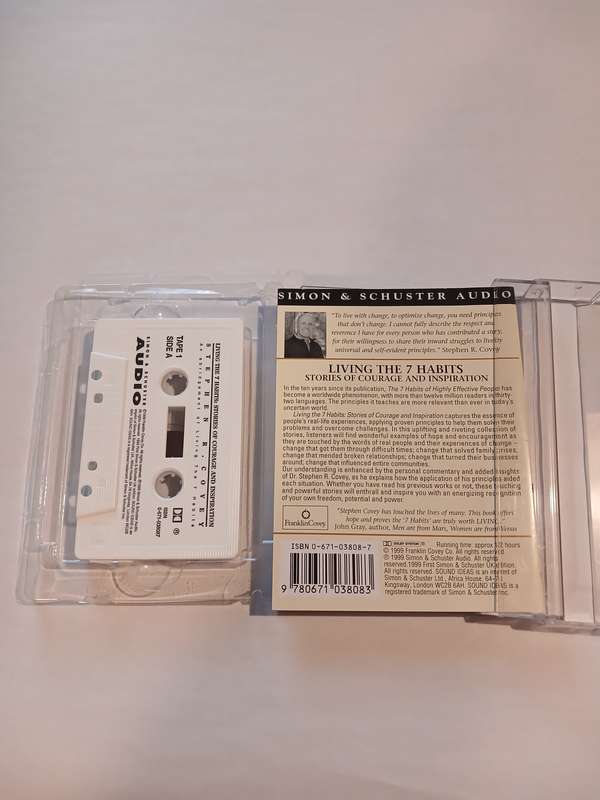 LIVING THE 7 HABITS: STORIES OF COURAGE AND INSPIRATION
STEPHEN R. COVEY
TAPE 1
SIDE A
SIMON & SCHUSTER
AUDIO
ISBN
SIMON & SCHUSTER AUDIO
"To live with change, to optimize change, you need principles
that don't change. I cannot fully describe the respect and
reverence I have for every person who has contributed a story,
for their willingness to share their inward struggles to live by
universal and self-evident principles." Stephen R. Covey
LIVING THE 7 HABITS
STORIES OF COURAGE AND INSPIRATION
In the ten years since its publication, The 7 Habits of Highly Effective People has
become a worldwide phenomenon, with more than twelve million readers in thirty-
two languages. The principles it teaches are more relevant than ever in today's
uncertain world.
Living the 7 Habits: Stories of Courage and Inspiration captures the essence of
people's real-life experiences, applying proven principles to help them solve their
problems and overcome challenges. In this uplifting and riveting collection of
stories, listeners will find wonderful examples of hope and encouragement as
they are touched by the words of real people and their experiences of change –
change that got them through difficult times; change that solved family crises;
change that mended broken relationships; change that turned their businesses
around; change that influenced entire communities.
Our understanding is enhanced by the personal commentary and added insights
of Dr. Stephen R. Covey, as he explains how the application of his principles aided
each situation. Whether you have read his previous works or not, these touching
and powerful stories will enthrall and inspire you with an energizing recognition
of your own freedom, potential and power.
"Stephen Covey has touched the lives of many. This book offers
hope and proves the '7 Habits' are truly worth LIVING."
John Gray, author, Men are from Mars, Women are from Venus
FranklinCovey
ISBN 0-671-03808-7
9 780671 038083
DOLBY SYSTEM Running time: approx hours
© 1999 Franklin Covey Co. All rights reserved
℗ 1999 Simon & Schuster Audio. All rights
reserved.1999 First Simon & Schuster UK edition
All rights reserved. SOUND IDEAS is an imprint of
Simon & Schuster Ltd., Africa House, 64-
Kingsway, London WC2B 6AH. SOUND IDEAS is a
registered trademark of Simon & Schuster Inc.